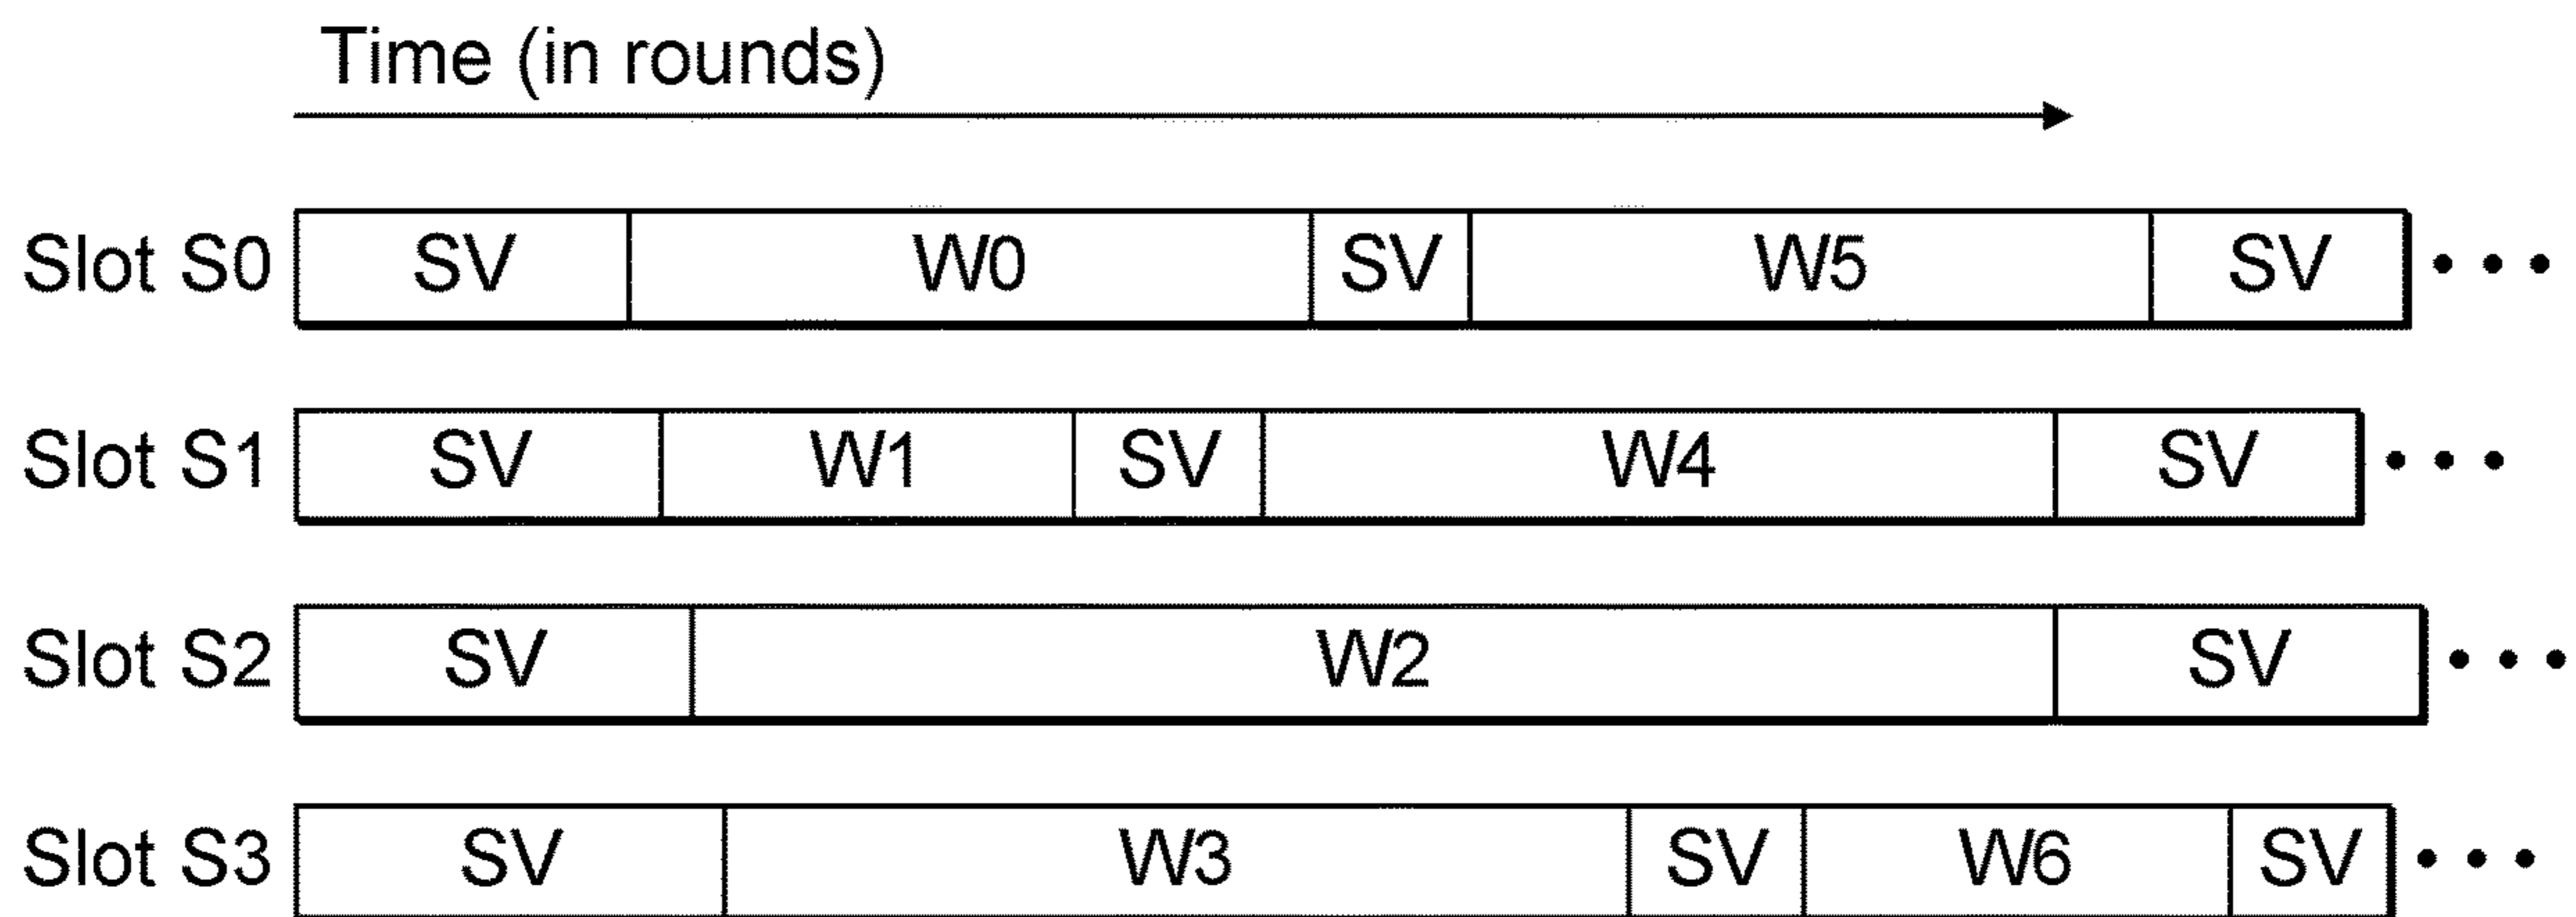 Time (in rounds)
Slot S0 SV W0 SV W5 SV • • •
Slot S1 SV W1 SV W4 SV • • •
Slot S2 SV W2 SV • • •
Slot S3 SV W3 SV W6 SV • • •